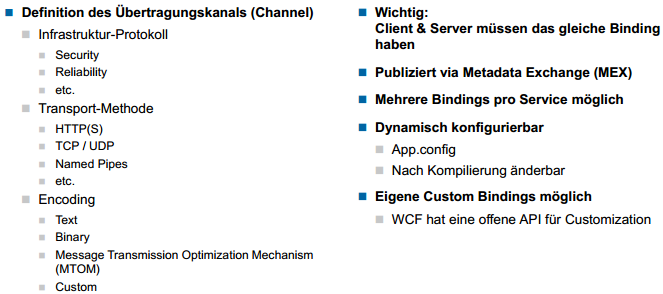 Definition des Übertragungskanals (Channel)
Infrastruktur-Protokoll
Security
Reliability
etc.
Transport-Methode
HTTP(S)
TCP / UDP
Named Pipes
etc.
Encoding
Text
Binary
Message Transmission Optimization Mechanism
(MTOM)
Custom
Wichtig:
Client & Server müssen das gleiche Binding
haben
Publiziert via Metadata Exchange (MEX)
Mehrere Bindings pro Service möglich
Dynamisch konfigurierbar
App.config
Nach Kompilierung änderbar
Eigene Custom Bindings möglich
WCF hat eine offene API für Customization